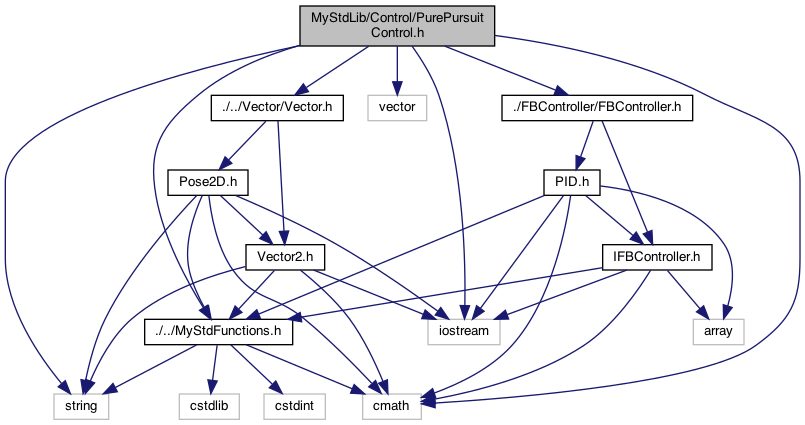 MyStdLib/Control/PurePursuit
Control.h
./../Vector/Vector.h
vector
./FBController/FBController.h
Pose2D.h
PID.h
Vector2.h
IFBController.h
./../MyStdFunctions.h
iostream
array
string
cstdlib
cstdint
cmath